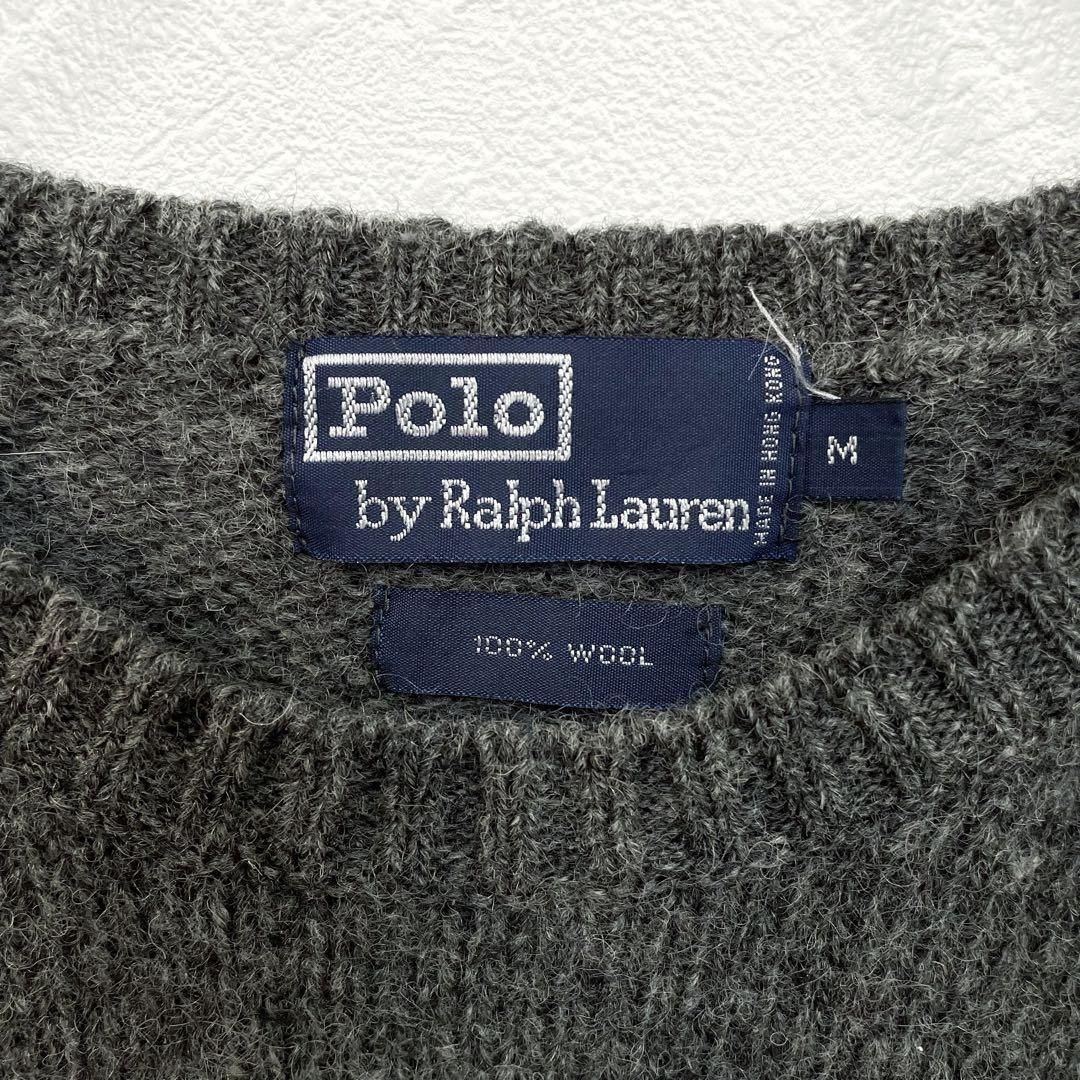 Polo
by Ralph Lauren
MADE IN HONG KONG
M
100% WOOL